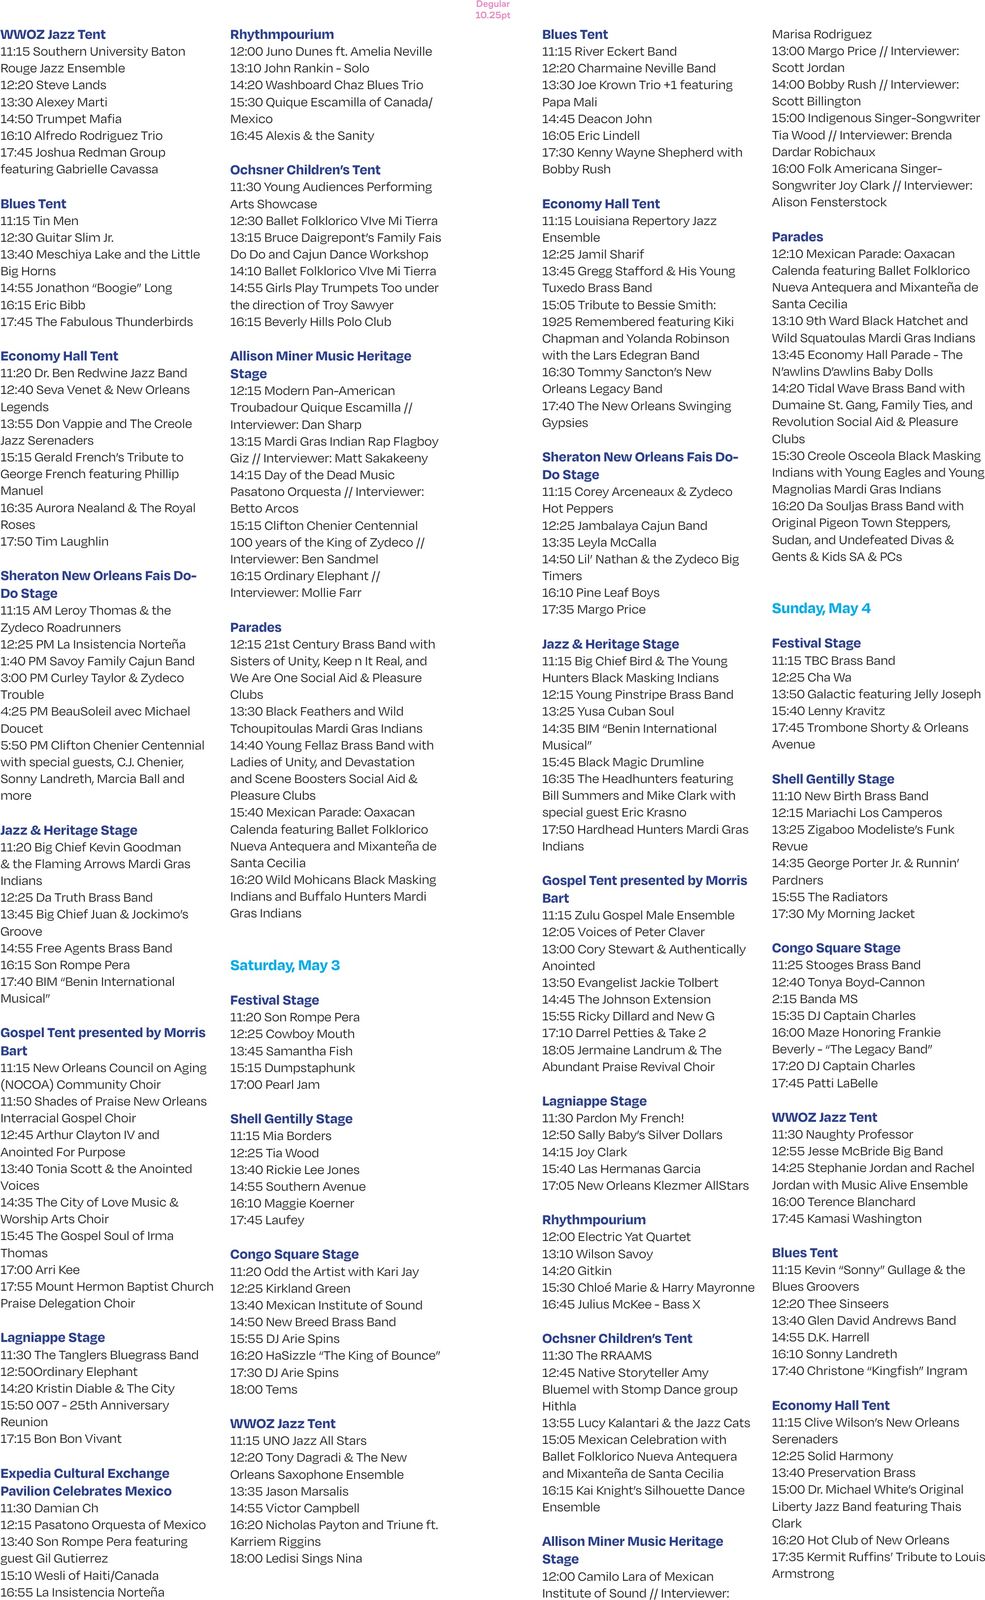 Degular
10.25pt
WWOZ Jazz Tent
11:15 Southern University Baton
Rouge Jazz Ensemble
12:20 Steve Lands
13:30 Alexey Marti
14:50 Trumpet Mafia
16:10 Alfredo Rodriguez Trio
17:45 Joshua Redman Group
featuring Gabrielle Cavassa
Blues Tent
11:15 Tin Men
12:30 Guitar Slim Jr.
13:40 Meschiya Lake and the Little
Big Horns
14:55 Jonathon “Boogie” Long
16:15 Eric Bibb
17:45 The Fabulous Thunderbirds
Economy Hall Tent
11:20 Dr. Ben Redwine Jazz Band
12:40 Seva Venet & New Orleans
Legends
13:55 Don Vappie and The Creole
Jazz Serenaders
15:15 Gerald French’s Tribute to
George French featuring Phillip
Manuel
16:35 Aurora Nealand & The Royal
Roses
17:50 Tim Laughlin
Sheraton New Orleans Fais Do-
Do Stage
11:15 AM Leroy Thomas & the
Zydeco Roadrunners
12:25 PM La Insistencia Norteña
1:40 PM Savoy Family Cajun Band
3:00 PM Curley Taylor & Zydeco
Trouble
4:25 PM BeauSoleil avec Michael
Doucet
5:50 PM Clifton Chenier Centennial
with special guests, C.J. Chenier,
Sonny Landreth, Marcia Ball and
more
Jazz & Heritage Stage
11:20 Big Chief Kevin Goodman
& the Flaming Arrows Mardi Gras
Indians
12:25 Da Truth Brass Band
13:45 Big Chief Juan & Jockimo’s
Groove
14:55 Free Agents Brass Band
16:15 Son Rompe Pera
17:40 BIM “Benin International
Musical”
Gospel Tent presented by Morris
Bart
11:15 New Orleans Council on Aging
(NOCOA) Community Choir
11:50 Shades of Praise New Orleans
Interracial Gospel Choir
12:45 Arthur Clayton IV and
Anointed For Purpose
13:40 Tonia Scott & the Anointed
Voices
14:35 The City of Love Music &
Worship Arts Choir
15:45 The Gospel Soul of Irma
Thomas
17:00 Arri Kee
17:55 Mount Hermon Baptist Church
Praise Delegation Choir
Lagniappe Stage
11:30 The Tanglers Bluegrass Band
12:50Ordinary Elephant
14:20 Kristin Diable & The City
15:50 007 - 25th Anniversary
Reunion
17:15 Bon Bon Vivant
Expedia Cultural Exchange
Pavilion Celebrates Mexico
11:30 Damian Ch
12:15 Pasatono Orquesta of Mexico
13:40 Son Rompe Pera featuring
guest Gil Gutierrez
15:10 Wesli of Haiti/Canada
16:55 La Insistencia Norteña
Rhythmpourium
12:00 Juno Dunes ft. Amelia Neville
13:10 John Rankin - Solo
14:20 Washboard Chaz Blues Trio
15:30 Quique Escamilla of Canada/
Mexico
16:45 Alexis & the Sanity
Ochsner Children’s Tent
11:30 Young Audiences Performing
Arts Showcase
12:30 Ballet Folklorico VIve Mi Tierra
13:15 Bruce Daigrepont’s Family Fais
Do Do and Cajun Dance Workshop
14:10 Ballet Folklorico VIve Mi Tierra
14:55 Girls Play Trumpets Too under
the direction of Troy Sawyer
16:15 Beverly Hills Polo Club
Allison Miner Music Heritage
Stage
12:15 Modern Pan-American
Troubadour Quique Escamilla //
Interviewer: Dan Sharp
13:15 Mardi Gras Indian Rap Flagboy
Giz // Interviewer: Matt Sakakeeny
14:15 Day of the Dead Music
Pasatono Orquesta // Interviewer:
Betto Arcos
15:15 Clifton Chenier Centennial
100 years of the King of Zydeco //
Interviewer: Ben Sandmel
16:15 Ordinary Elephant //
Interviewer: Mollie Farr
Parades
12:15 21st Century Brass Band with
Sisters of Unity, Keep n It Real, and
We Are One Social Aid & Pleasure
Clubs
13:30 Black Feathers and Wild
Tchoupitoulas Mardi Gras Indians
14:40 Young Fellaz Brass Band with
Ladies of Unity, and Devastation
and Scene Boosters Social Aid &
Pleasure Clubs
15:40 Mexican Parade: Oaxacan
Calenda featuring Ballet Folklorico
Nueva Antequera and Mixanteña de
Santa Cecilia
16:20 Wild Mohicans Black Masking
Indians and Buffalo Hunters Mardi
Gras Indians
Saturday, May 3
Festival Stage
11:20 Son Rompe Pera
12:25 Cowboy Mouth
13:45 Samantha Fish
15:15 Dumpstaphunk
17:00 Pearl Jam
Shell Gentilly Stage
11:15 Mia Borders
12:25 Tia Wood
13:40 Rickie Lee Jones
14:55 Southern Avenue
16:10 Maggie Koerner
17:45 Laufey
Congo Square Stage
11:20 Odd the Artist with Kari Jay
12:25 Kirkland Green
13:40 Mexican Institute of Sound
14:50 New Breed Brass Band
15:55 DJ Arie Spins
16:20 HaSizzle “The King of Bounce”
17:30 DJ Arie Spins
18:00 Tems
WWOZ Jazz Tent
11:15 UNO Jazz All Stars
12:20 Tony Dagradi & The New
Orleans Saxophone Ensemble
13:35 Jason Marsalis
14:55 Victor Campbell
16:20 Nicholas Payton and Triune ft.
Karriem Riggins
18:00 Ledisi Sings Nina
Blues Tent
11:15 River Eckert Band
12:20 Charmaine Neville Band
13:30 Joe Krown Trio +1 featuring
Papa Mali
14:45 Deacon John
16:05 Eric Lindell
17:30 Kenny Wayne Shepherd with
Bobby Rush
Economy Hall Tent
11:15 Louisiana Repertory Jazz
Ensemble
12:25 Jamil Sharif
13:45 Gregg Stafford & His Young
Tuxedo Brass Band
15:05 Tribute to Bessie Smith:
1925 Remembered featuring Kiki
Chapman and Yolanda Robinson
with the Lars Edegran Band
16:30 Tommy Sancton’s New
Orleans Legacy Band
17:40 The New Orleans Swinging
Gypsies
Sheraton New Orleans Fais Do-
Do Stage
11:15 Corey Arceneaux & Zydeco
Hot Peppers
12:25 Jambalaya Cajun Band
13:35 Leyla McCalla
14:50 Lil’ Nathan & the Zydeco Big
Timers
16:10 Pine Leaf Boys
17:35 Margo Price
Jazz & Heritage Stage
11:15 Big Chief Bird & The Young
Hunters Black Masking Indians
12:15 Young Pinstripe Brass Band
13:25 Yusa Cuban Soul
14:35 BIM “Benin International
Musical”
15:45 Black Magic Drumline
16:35 The Headhunters featuring
Bill Summers and Mike Clark with
special guest Eric Krasno
17:50 Hardhead Hunters Mardi Gras
Indians
Gospel Tent presented by Morris
Bart
11:15 Zulu Gospel Male Ensemble
12:05 Voices of Peter Claver
13:00 Cory Stewart & Authentically
Anointed
13:50 Evangelist Jackie Tolbert
14:45 The Johnson Extension
15:55 Ricky Dillard and New G
17:10 Darrel Petties & Take 2
18:05 Jermaine Landrum & The
Abundant Praise Revival Choir
Lagniappe Stage
11:30 Pardon My French!
12:50 Sally Baby’s Silver Dollars
14:15 Joy Clark
15:40 Las Hermanas Garcia
17:05 New Orleans Klezmer AllStars
Rhythmpourium
12:00 Electric Yat Quartet
13:10 Wilson Savoy
14:20 Gitkin
15:30 Chloé Marie & Harry Mayronne
16:45 Julius McKee - Bass X
Ochsner Children’s Tent
11:30 The RRAAMS
12:45 Native Storyteller Amy
Bluemel with Stomp Dance group
Hithla
13:55 Lucy Kalantari & the Jazz Cats
15:05 Mexican Celebration with
Ballet Folklorico Nueva Antequera
and Mixanteña de Santa Cecilia
16:15 Kai Knight’s Silhouette Dance
Ensemble
Allison Miner Music Heritage
Stage
12:00 Camilo Lara of Mexican
Institute of Sound // Interviewer:
Marisa Rodriguez
13:00 Margo Price // Interviewer:
Scott Jordan
14:00 Bobby Rush // Interviewer:
Scott Billington
15:00 Indigenous Singer-Songwriter
Tia Wood // Interviewer: Brenda
Dardar Robichaux
16:00 Folk Americana Singer-
Songwriter Joy Clark // Interviewer:
Alison Fensterstock
Parades
12:10 Mexican Parade: Oaxacan
Calenda featuring Ballet Folklorico
Nueva Antequera and Mixanteña de
Santa Cecilia
13:10 9th Ward Black Hatchet and
Wild Squatoulas Mardi Gras Indians
13:45 Economy Hall Parade - The
N’awlins D’awlins Baby Dolls
14:20 Tidal Wave Brass Band with
Dumaine St. Gang, Family Ties, and
Revolution Social Aid & Pleasure
Clubs
15:30 Creole Osceola Black Masking
Indians with Young Eagles and Young
Magnolias Mardi Gras Indians
16:20 Da Souljas Brass Band with
Original Pigeon Town Steppers,
Sudan, and Undefeated Divas &
Gents & Kids SA & PCs
Sunday, May 4
Festival Stage
11:15 TBC Brass Band
12:25 Cha Wa
13:50 Galactic featuring Jelly Joseph
15:40 Lenny Kravitz
17:45 Trombone Shorty & Orleans
Avenue
Shell Gentilly Stage
11:10 New Birth Brass Band
12:15 Mariachi Los Camperos
13:25 Zigaboo Modeliste’s Funk
Revue
14:35 George Porter Jr. & Runnin’
Pardners
15:55 The Radiators
17:30 My Morning Jacket
Congo Square Stage
11:25 Stooges Brass Band
12:40 Tonya Boyd-Cannon
2:15 Banda MS
15:35 DJ Captain Charles
16:00 Maze Honoring Frankie
Beverly - “The Legacy Band”
17:20 DJ Captain Charles
17:45 Patti LaBelle
WWOZ Jazz Tent
11:30 Naughty Professor
12:55 Jesse McBride Big Band
14:25 Stephanie Jordan and Rachel
Jordan with Music Alive Ensemble
16:00 Terence Blanchard
17:45 Kamasi Washington
Blues Tent
11:15 Kevin “Sonny” Gullage & the
Blues Groovers
12:20 Thee Sinseers
13:40 Glen David Andrews Band
14:55 D.K. Harrell
16:10 Sonny Landreth
17:40 Christone “Kingfish” Ingram
Economy Hall Tent
11:15 Clive Wilson’s New Orleans
Serenaders
12:25 Solid Harmony
13:40 Preservation Brass
15:00 Dr. Michael White’s Original
Liberty Jazz Band featuring Thais
Clark
16:20 Hot Club of New Orleans
17:35 Kermit Ruffins’ Tribute to Louis
Armstrong